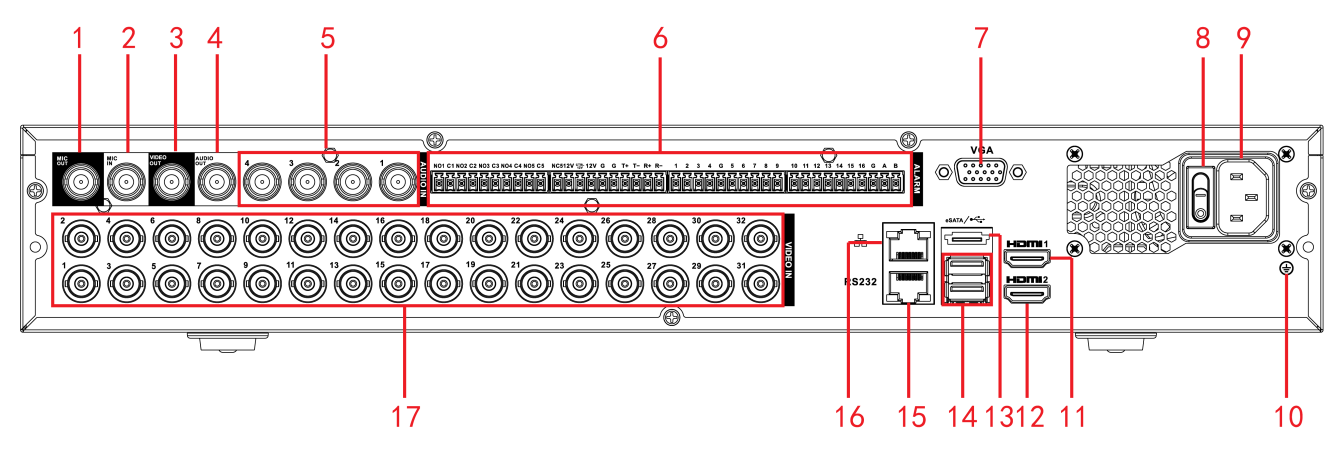 1 2 3 4 5 6 7 8 9
MIC OUT
MIC IN
VIDEO OUT
AUDIO OUT
4 3 2 1
AUDIO IN
NO1 C1 NO2 C2 NO3 C3 NO4 C4 NO5 C5
NC5 12V 12V G G T+ T- R+ R-
1 2 3 4 G 5 6 7 8 9
10 11 12 13 14 15 16 G A B
ALARM
VGA
2 4 6 8 10 12 14 16 18 20 22 24 26 28 30 32
1 3 5 7 9 11 13 15 17 19 21 23 25 27 29 31
VIDEO IN
RS232
eSATA/
HDMI 1
HDMI 2
17 16 15 14 13 12 11 10